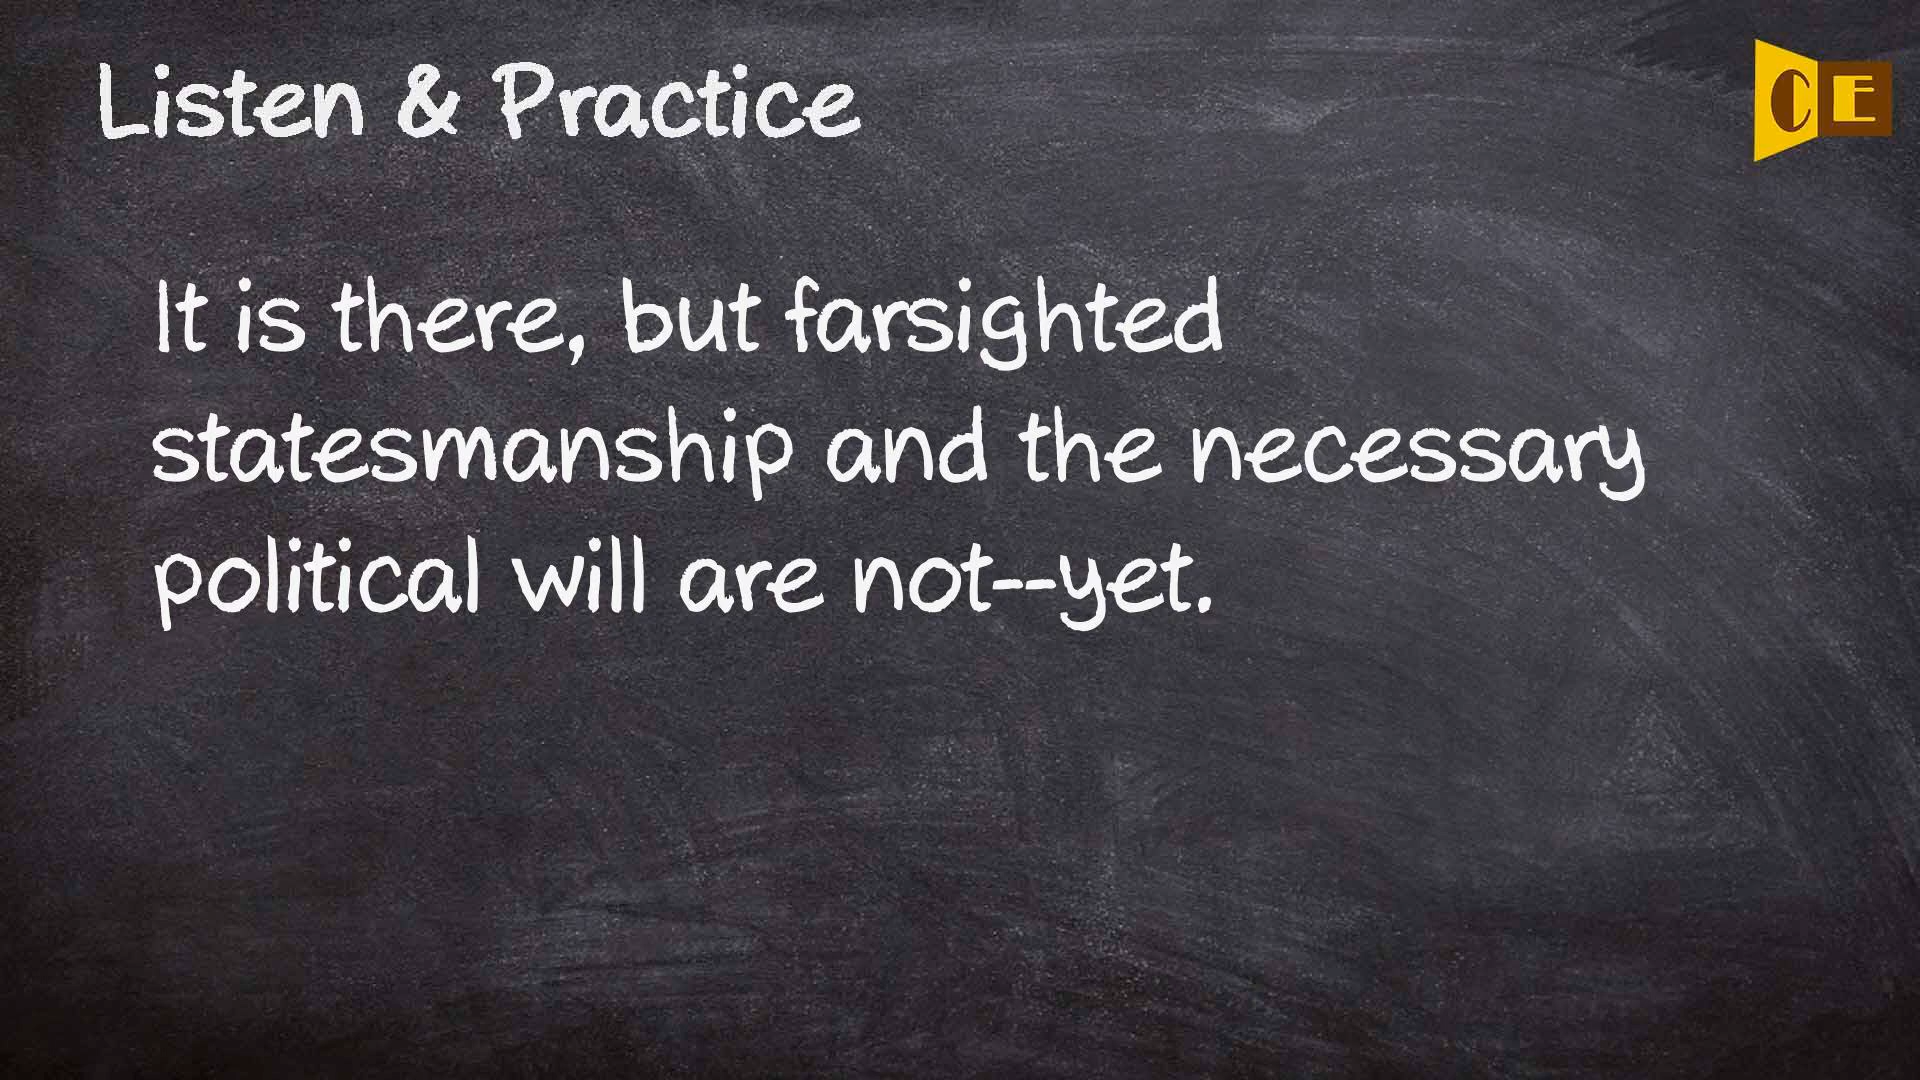 Listen & Practice
CE
It is there, but farsighted
statesmanship and the necessary
political will are not--yet.